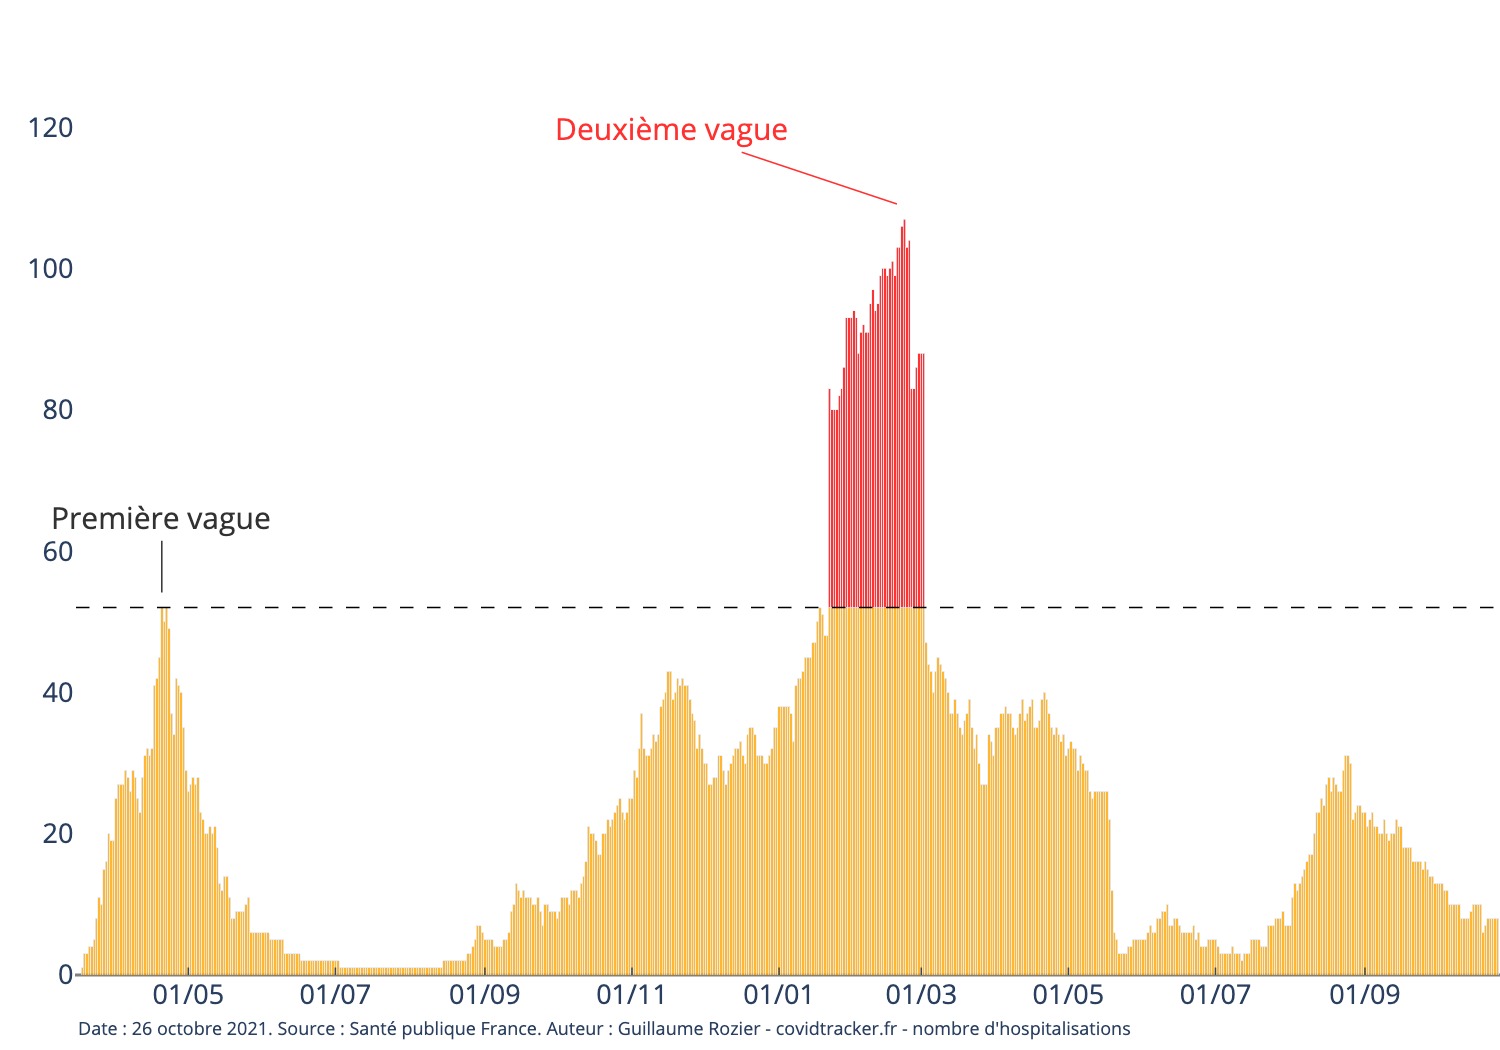 120
Deuxième vague
100
80
Première vague
60
40
20
0
01/05 01/07 01/09 01/11 01/01 01/03 01/05 01/07 01/09
Date : 26 octobre 2021. Source : Santé publique France. Auteur : Guillaume Rozier - covidtracker.fr - nombre d'hospitalisations